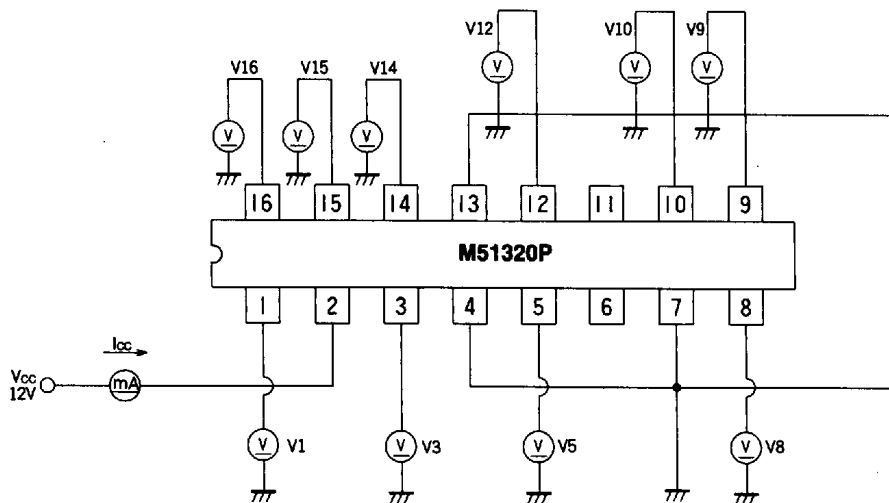 V12 V10 V9
V16 V15 V14
V V V
V V V
16 15 14 13 12 11 10 9
M51320P
1 2 3 4 5 6 7 8
Icc
Vcc
12V
mA
V V1 V V3 V V5 V V8